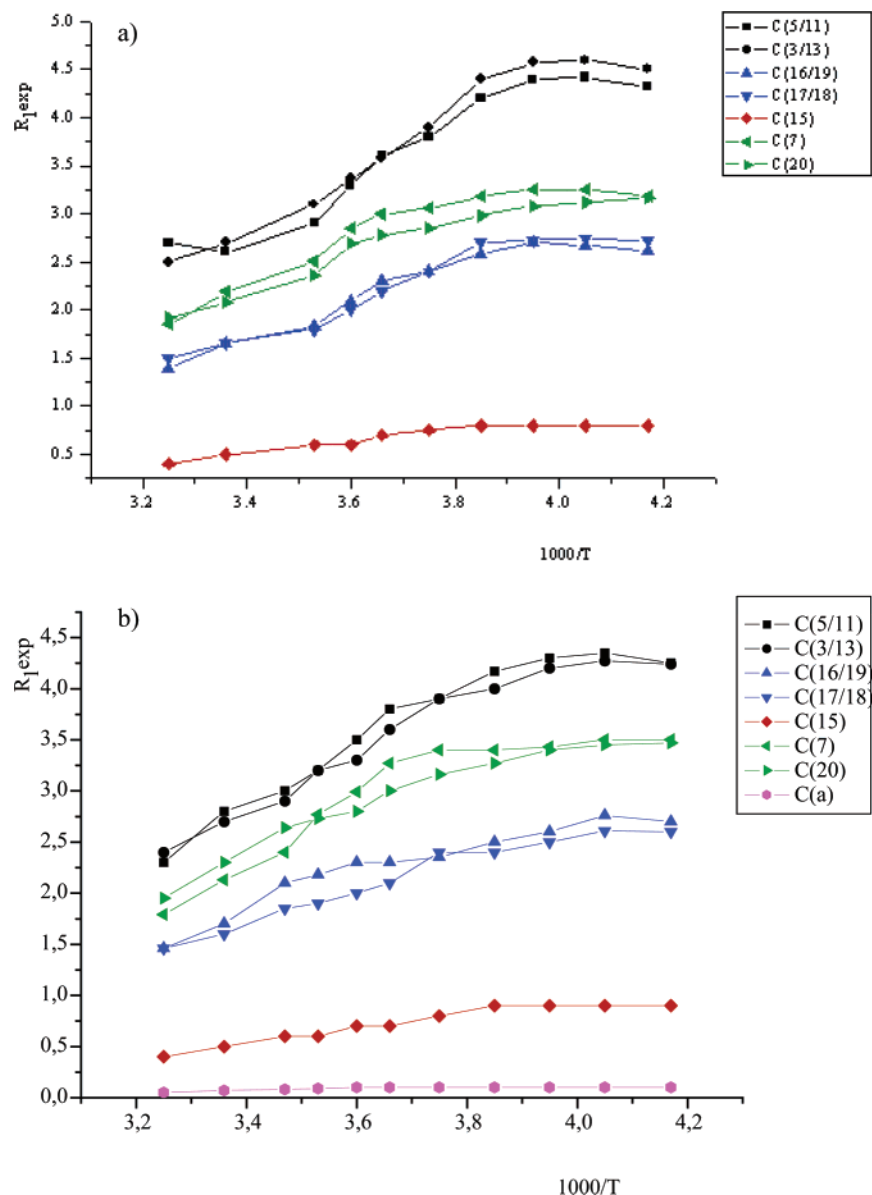 a)
5.0
4.5
4.0
3.5
3.0
2.5
2.0
1.5
1.0
0.5
R1exp
3.2
3.4
3.6
3.8
4.0
4.2
1000/T
C(5/11)
C(3/13)
C(16/19)
C(17/18)
C(15)
C(7)
C(20)
b)
4,5
4,0
3,5
3,0
2,5
2,0
1,5
1,0
0,5
0,0
R1exp
3,2
3,4
3,6
3,8
4,0
4,2
1000/T
C(5/11)
C(3/13)
C(16/19)
C(17/18)
C(15)
C(7)
C(20)
C(a)